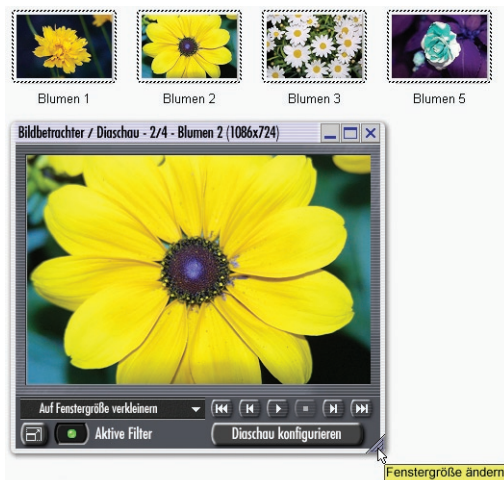 Blumen 1
Blumen 2
Blumen 3
Blumen 5
Bildbetrachter / Diaschau - 2/4 - Blumen 2 (1086x724)
Auf Fenstergröße verkleinern
Aktive Filter
Diaschau konfigurieren
Fenstergröße ändern